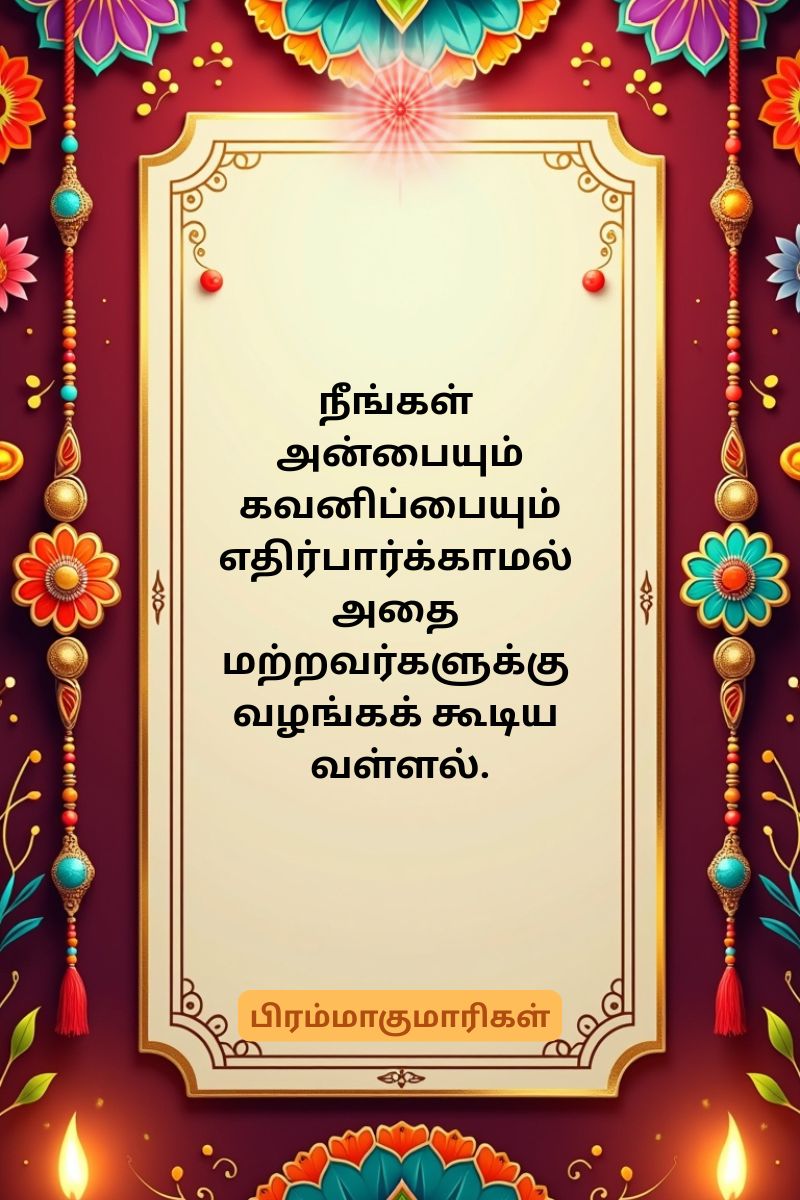 நீங்கள்
அன்பையும்
கவனிப்பையும்
எதிர்பார்க்காமல்
அதை
மற்றவர்களுக்கு
வழங்கக் கூடிய
வள்ளல்.
பிரம்மாகுமாரிகள்